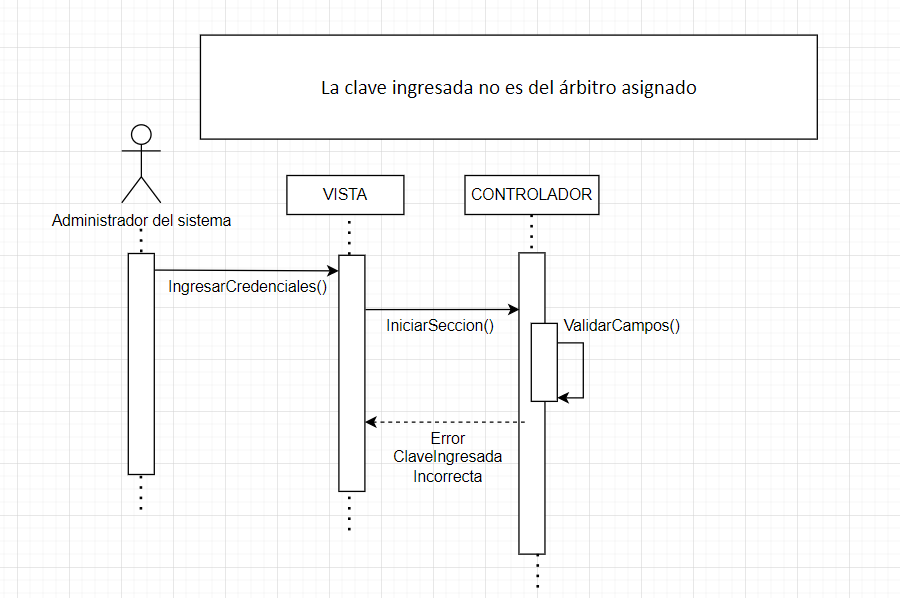 La clave ingresada no es del árbitro asignado
VISTA
CONTROLADOR
Administrador del sistema
IngresarCredenciales()
IniciarSeccion()
ValidarCampos()
Error
ClaveIngresada
Incorrecta